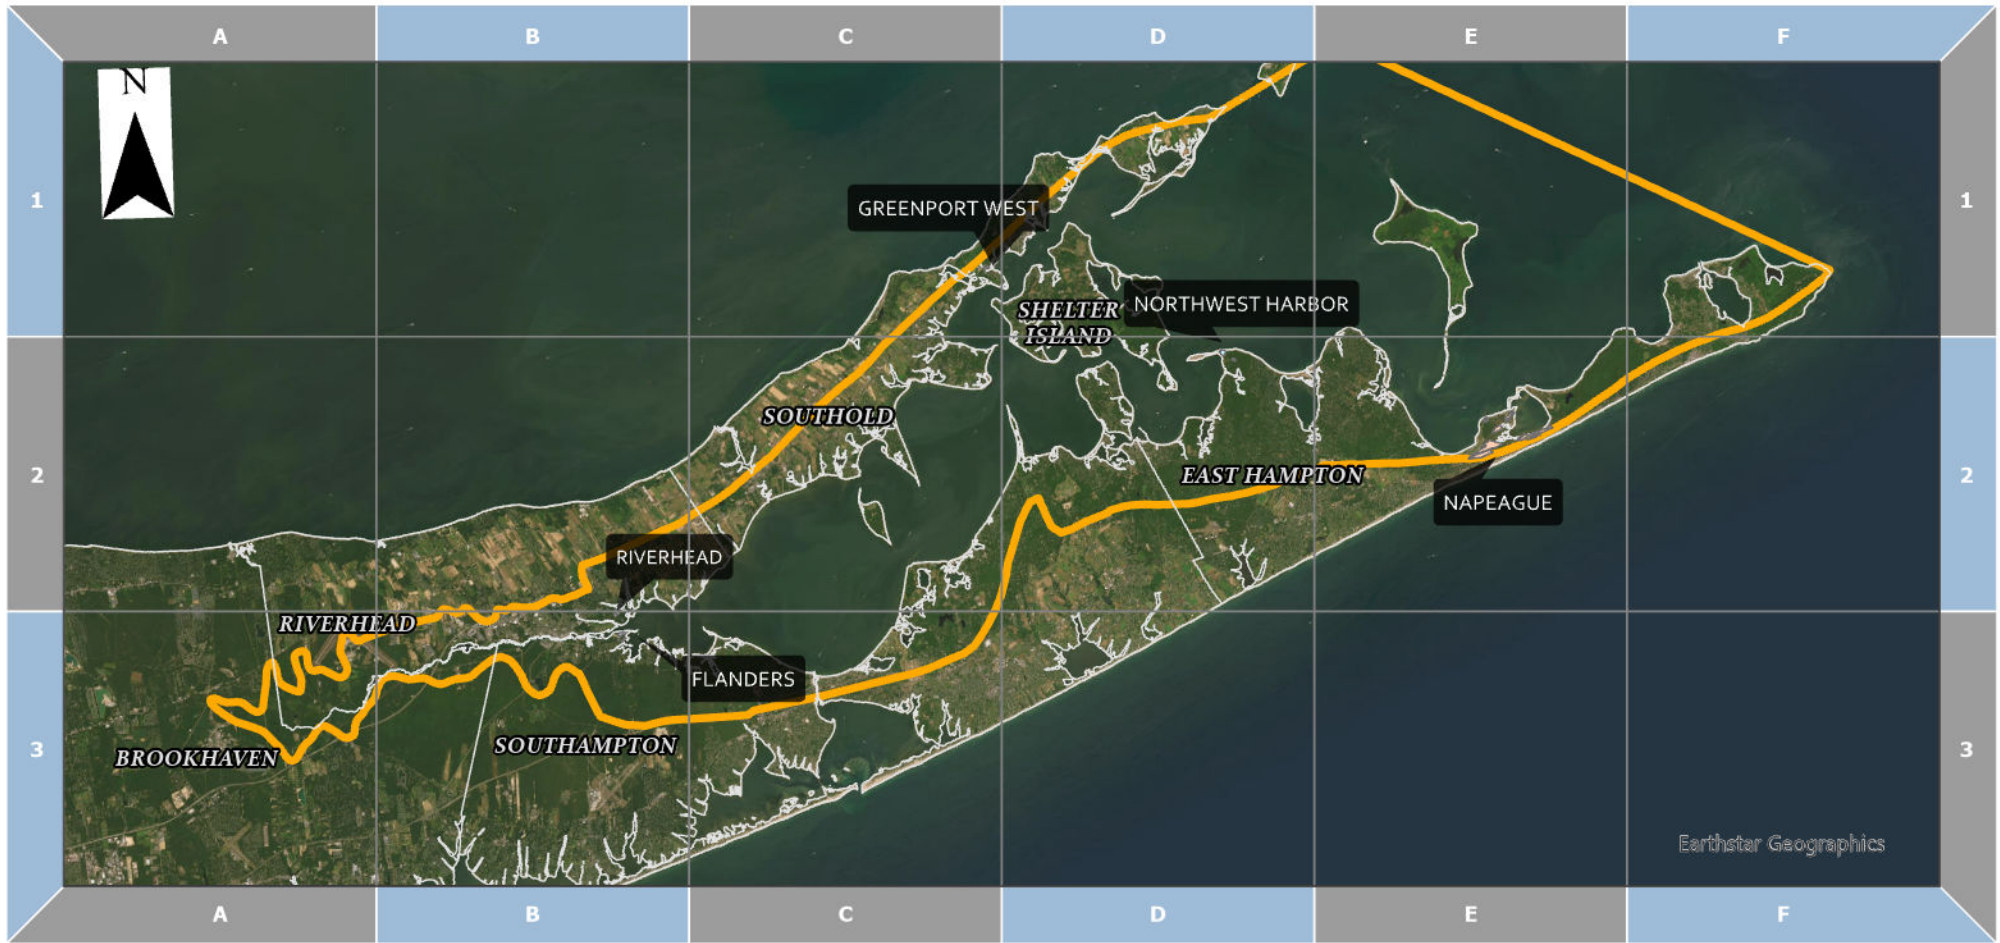 A B C D E F
N
1 1
GREENPORT WEST
SHELTER
ISLAND
NORTHWEST HARBOR
2 2
SOUTHOLD
EAST HAMPTON
NAPEAGUE
RIVERHEAD
RIVERHEAD
FLANDERS
SOUTHAMPTON
BROOKHAVEN
3 3
Earthstar Geographics
A B C D E F